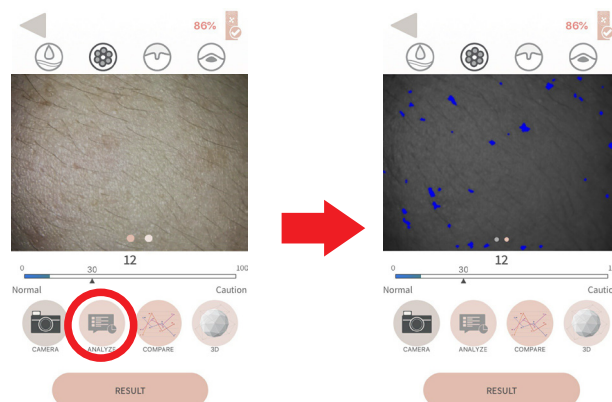 86%
12
0 30 100
Normal Caution
CAMERA ANALYZE COMPARE 3D
RESULT
86%
12
0 30 1
Normal Cautio
CAMERA ANALYZE COMPARE 3D
RESULT